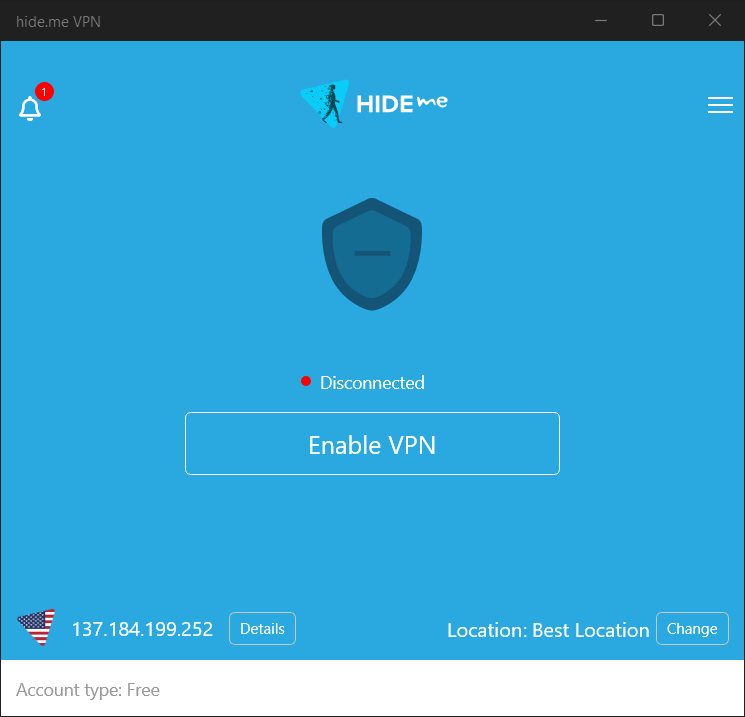 hide.me VPN
1
HIDE me
Disconnected
Enable VPN
137.184.199.252 Details Location: Best Location Change
Account type: Free